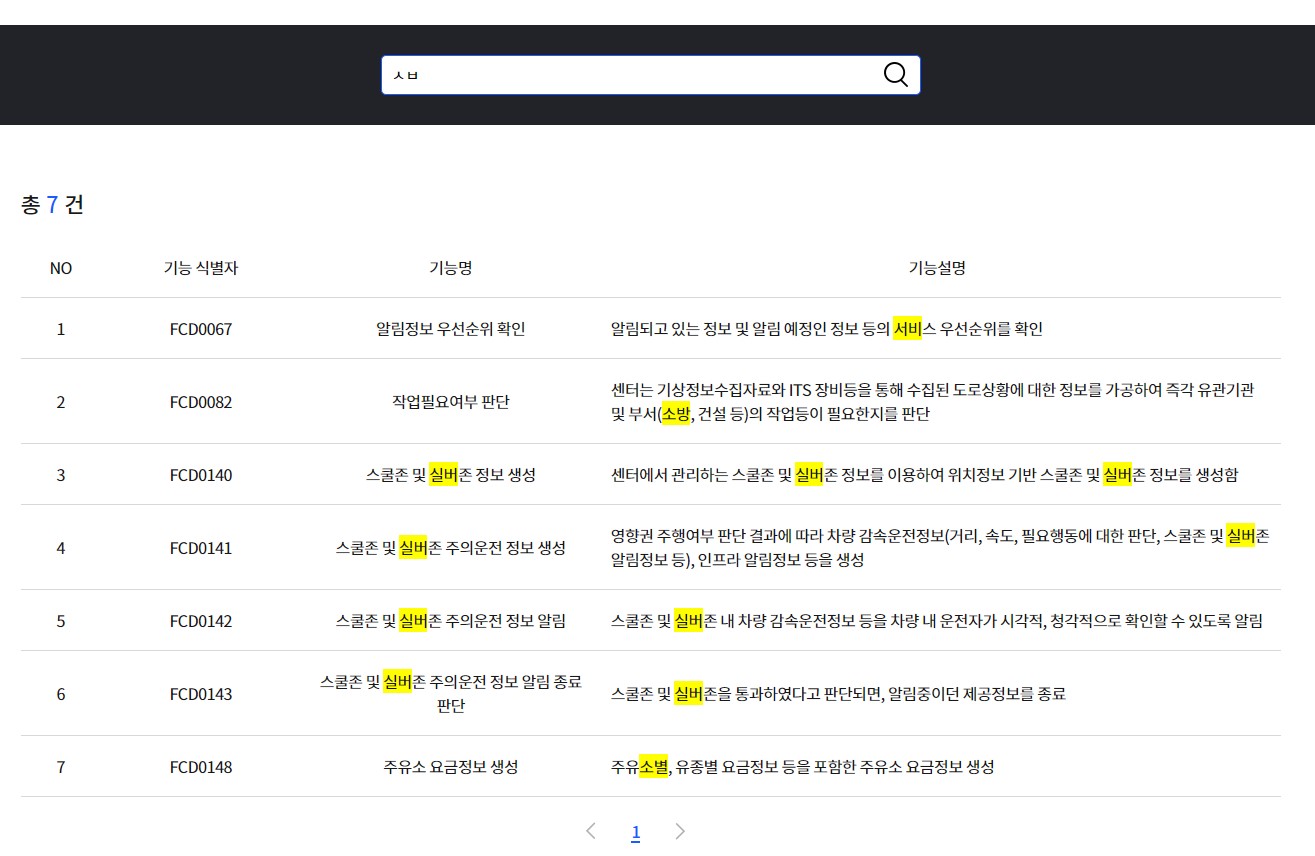 ㅅㅂ
총 7 건
NO 기능 식별자 기능명 기능설명
1 FCD0067 알림정보 우선순위 확인 알림되고 있는 정보 및 알림 예정인 정보 등의 서비스 우선순위를 확인
2 FCD0082 작업필요여부 판단 센터는 기상정보수집자료와 ITS 장비등을 통해 수집된 도로상황에 대한 정보를 가공하여 즉각 유관기관
및 부서(소방, 건설 등)의 작업등이 필요한지를 판단
3 FCD0140 스쿨존 및 실버존 정보 생성 센터에서 관리하는 스쿨존 및 실버존 정보를 이용하여 위치정보 기반 스쿨존 및 실버존 정보를 생성함
4 FCD0141 스쿨존 및 실버존 주의운전 정보 생성 영향권 주행여부 판단 결과에 따라 차량 감속운전정보(거리, 속도, 필요행동에 대한 판단, 스쿨존 및 실버존
알림정보 등), 인프라 알림정보 등을 생성
5 FCD0142 스쿨존 및 실버존 주의운전 정보 알림 스쿨존 및 실버존 내 차량 감속운전정보 등을 차량 내 운전자가 시각적, 청각적으로 확인할 수 있도록 알림
6 FCD0143 스쿨존 및 실버존 주의운전 정보 알림 종료
판단 스쿨존 및 실버존을 통과하였다고 판단되면, 알림중이던 제공정보를 종료
7 FCD0148 주유소 요금정보 생성 주유소별, 유종별 요금정보 등을 포함한 주유소 요금정보 생성
1